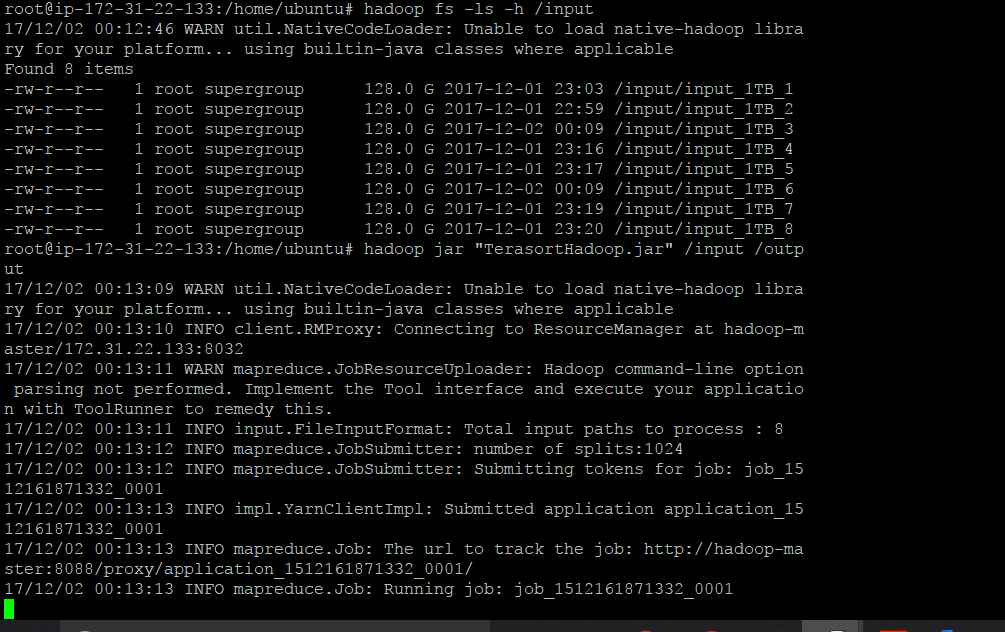 root@ip-172-31-22-133:/home/ubuntu# hadoop fs -ls -h /input
17/12/02 00:12:46 WARN util.NativeCodeLoader: Unable to load native-hadoop libra
ry for your platform... using builtin-java classes where applicable
Found 8 items
-rw-r--r--   1 root supergroup      128.0 G 2017-12-01 23:03 /input/input_1TB_1
-rw-r--r--   1 root supergroup      128.0 G 2017-12-01 22:59 /input/input_1TB_2
-rw-r--r--   1 root supergroup      128.0 G 2017-12-02 00:09 /input/input_1TB_3
-rw-r--r--   1 root supergroup      128.0 G 2017-12-01 23:16 /input/input_1TB_4
-rw-r--r--   1 root supergroup      128.0 G 2017-12-01 23:17 /input/input_1TB_5
-rw-r--r--   1 root supergroup      128.0 G 2017-12-02 00:09 /input/input_1TB_6
-rw-r--r--   1 root supergroup      128.0 G 2017-12-01 23:19 /input/input_1TB_7
-rw-r--r--   1 root supergroup      128.0 G 2017-12-01 23:20 /input/input_1TB_8
root@ip-172-31-22-133:/home/ubuntu# hadoop jar "TerasortHadoop.jar" /input /outp
ut
17/12/02 00:13:09 WARN util.NativeCodeLoader: Unable to load native-hadoop libra
ry for your platform... using builtin-java classes where applicable
17/12/02 00:13:10 INFO client.RMProxy: Connecting to ResourceManager at hadoop-m
aster/172.31.22.133:8032
17/12/02 00:13:11 WARN mapreduce.JobResourceUploader: Hadoop command-line option
 parsing not performed. Implement the Tool interface and execute your applicatio
n with ToolRunner to remedy this.
17/12/02 00:13:11 INFO input.FileInputFormat: Total input paths to process : 8
17/12/02 00:13:12 INFO mapreduce.JobSubmitter: number of splits:1024
17/12/02 00:13:12 INFO mapreduce.JobSubmitter: Submitting tokens for job: job_15
12161871332_0001
17/12/02 00:13:13 INFO impl.YarnClientImpl: Submitted application application_15
12161871332_0001
17/12/02 00:13:13 INFO mapreduce.Job: The url to track the job: http://hadoop-ma
ster:8088/proxy/application_1512161871332_0001/
17/12/02 00:13:13 INFO mapreduce.Job: Running job: job_1512161871332_0001